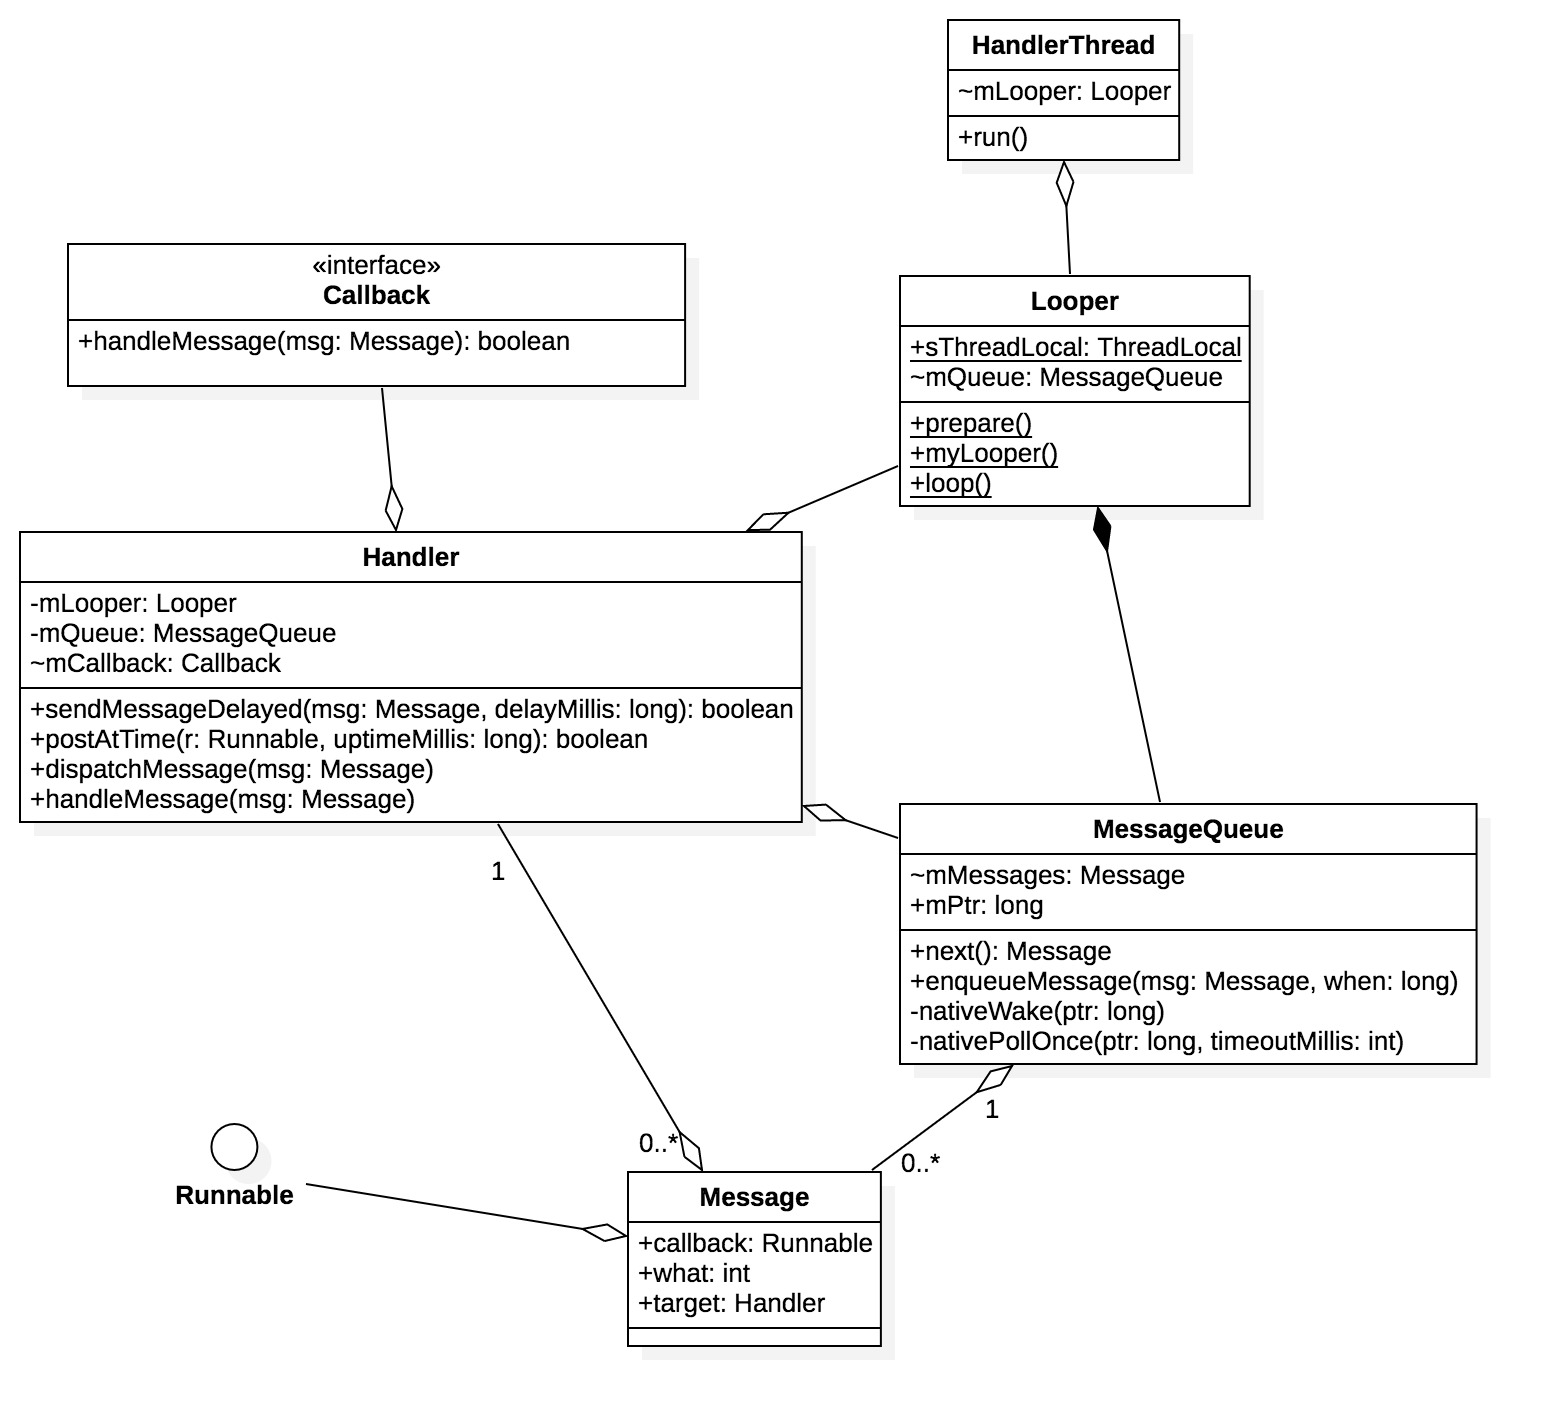 HandlerThread
~mLooper: Looper
+run()
«interface»
Callback
+handleMessage(msg: Message): boolean
Looper
+sThreadLocal: ThreadLocal
~mQueue: MessageQueue
+prepare()
+myLooper()
+loop()
Handler
-mLooper: Looper
-mQueue: MessageQueue
~mCallback: Callback
+sendMessageDelayed(msg: Message, delayMillis: long): boolean
+postAtTime(r: Runnable, uptimeMillis: long): boolean
+dispatchMessage(msg: Message)
+handleMessage(msg: Message)
MessageQueue
~mMessages: Message
+mPtr: long
+next(): Message
+enqueueMessage(msg: Message, when: long)
-nativeWake(ptr: long)
-nativePollOnce(ptr: long, timeoutMillis: int)
1
1
0..*
0..*
Runnable
Message
+callback: Runnable
+what: int
+target: Handler